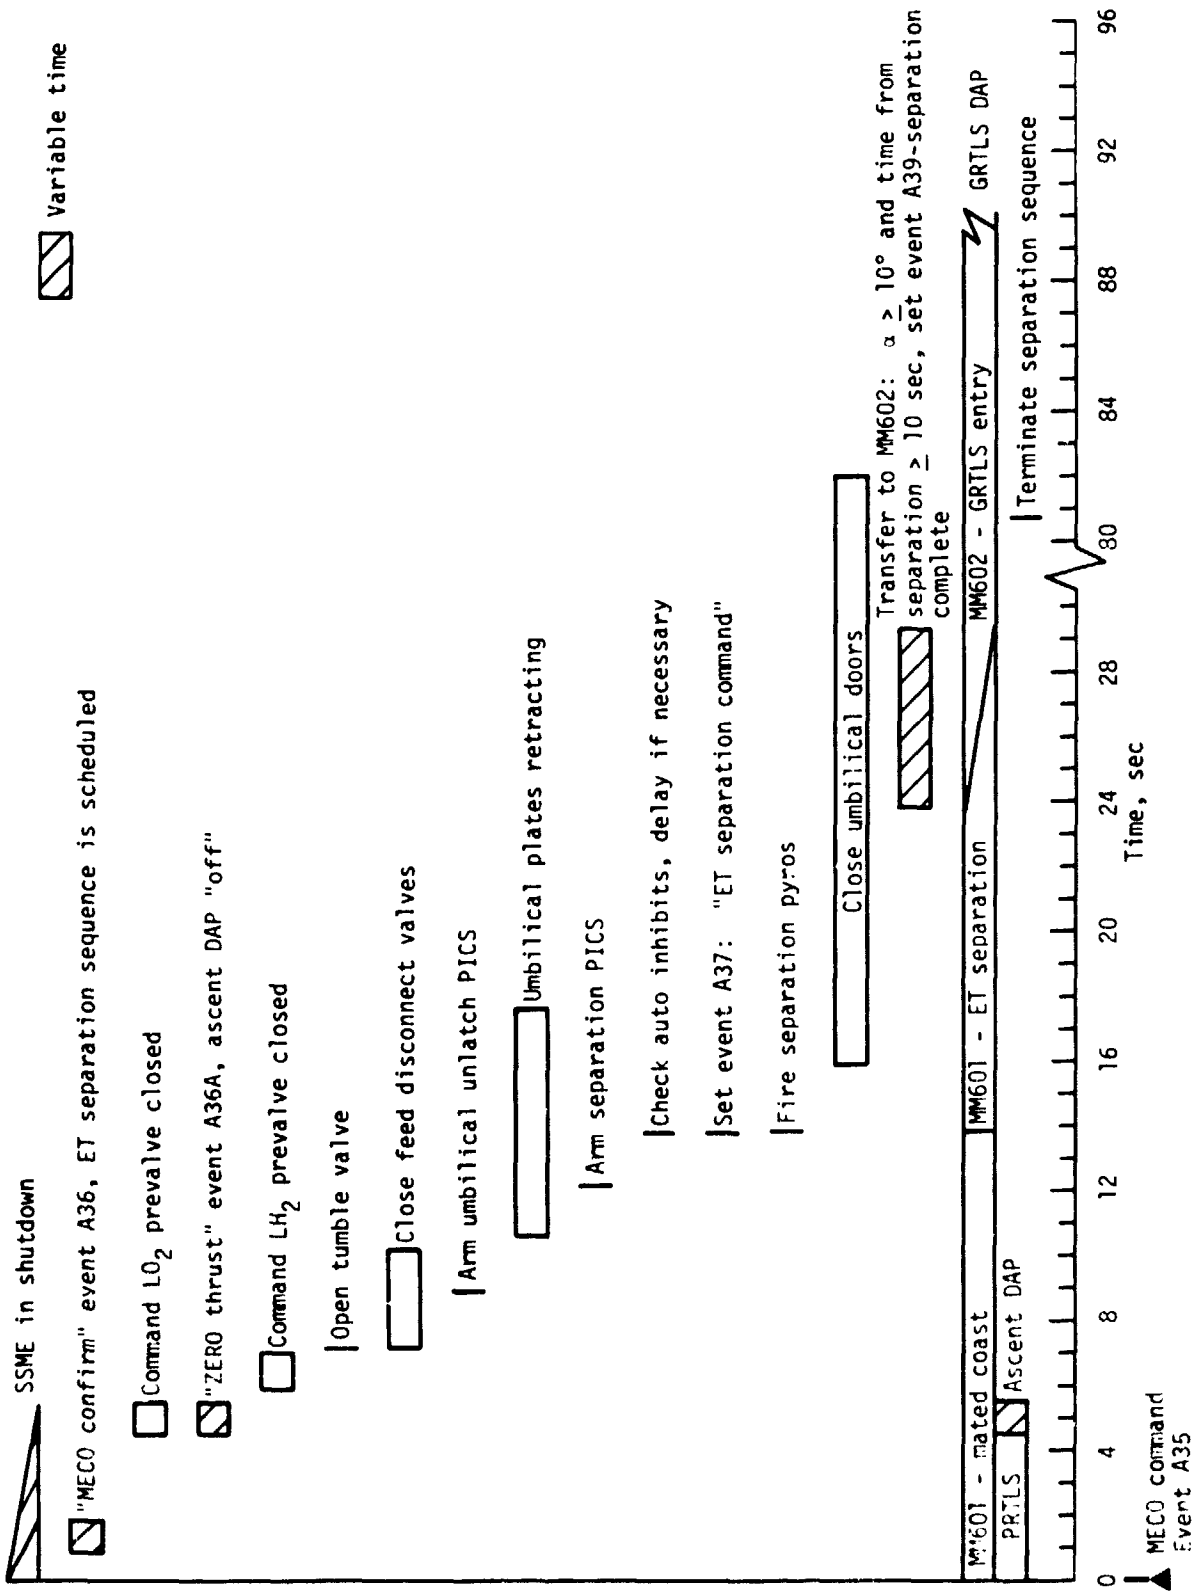 SSME in shutdown
Variable time
"MECO confirm" event A36, ET separation sequence is scheduled
Command LO2 prevalve closed
"ZERO thrust" event A36A, ascent DAP "off"
Command LH2 prevalve closed
Open tumble valve
Close feed disconnect valves
Arm umbilical unlatch PICS
Umbilical plates retracting
Arm separation PICS
Check auto inhibits, delay if necessary
Set event A37: "ET separation command"
Fire separation pyros
Close umbilical doors
Transfer to MM602: α ≥ 10° and time from
separation ≥ 10 sec, set event A39-separation
complete
MM601 - mated coast
MM601 - ET separation
MM602 - GRTLS entry
GRTLS DAP
PRTLS
Ascent DAP
Terminate separation sequence
0 4 8 12 16 20 24 28 80 84 88 92 96
Time, sec
MECO command
Event A35